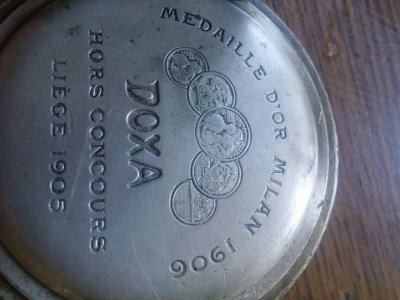 MEDAILLE D'OR MILAN 1906
DOXA
HORS CONCOURS
LIÈGE 1905